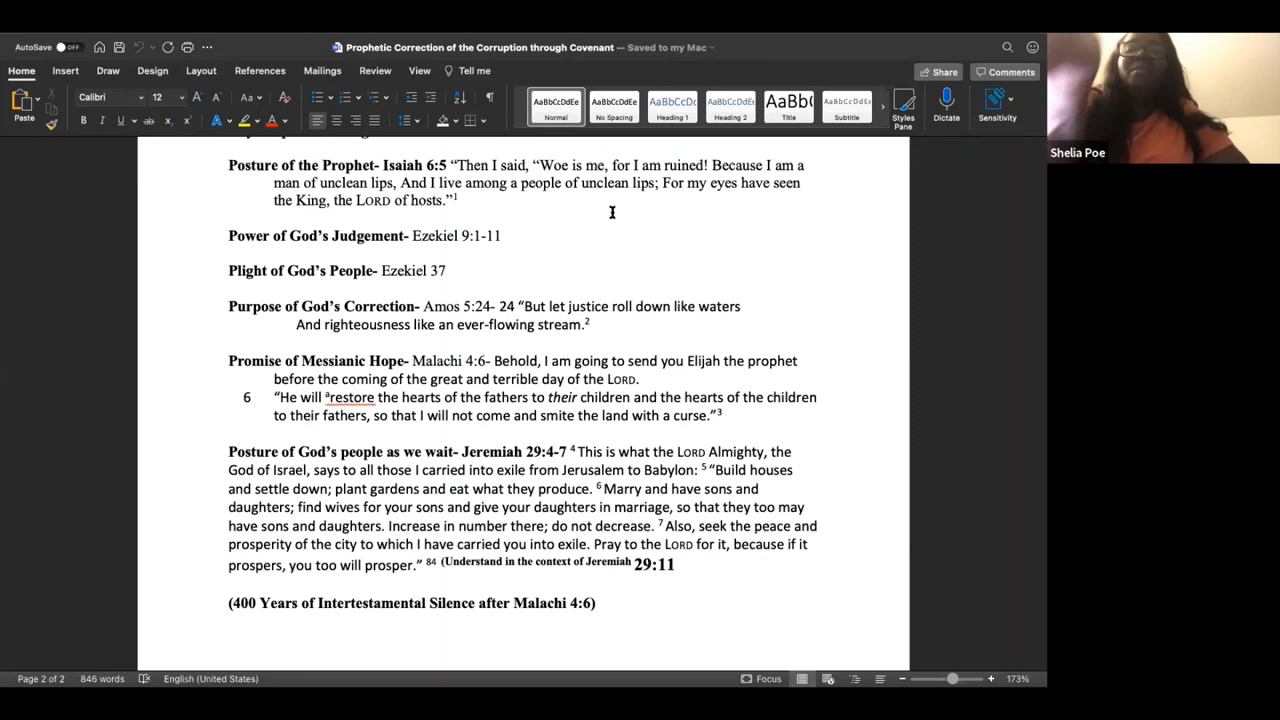 AutoSave OFF
Prophetic Correction of the Corruption through Covenant — Saved to my Mac
Home Insert Draw Design Layout References Mailings Review View Tell me
Share Comments
Paste
Calibri 12
AaBbCcDdEe AaBbCcDdEe AaBbCcDc AaBbCcDdEe AaBb( AaBbCcDdEe
Normal No Spacing Heading 1 Heading 2 Title Subtitle
Styles Pane
Dictate
Sensitivity
Shelia Poe
Posture of the Prophet- Isaiah 6:5 “Then I said, “Woe is me, for I am ruined! Because I am a
man of unclean lips, And I live among a people of unclean lips; For my eyes have seen
the King, the LORD of hosts.”1
Power of God’s Judgement- Ezekiel 9:1-11
Plight of God’s People- Ezekiel 37
Purpose of God’s Correction- Amos 5:24- 24 “But let justice roll down like waters
And righteousness like an ever-flowing stream.2
Promise of Messianic Hope- Malachi 4:6- Behold, I am going to send you Elijah the prophet
before the coming of the great and terrible day of the LORD.
6 “He will arestore the hearts of the fathers to their children and the hearts of the children
to their fathers, so that I will not come and smite the land with a curse.”3
Posture of God’s people as we wait- Jeremiah 29:4-7 4 This is what the LORD Almighty, the
God of Israel, says to all those I carried into exile from Jerusalem to Babylon: 5 “Build houses
and settle down; plant gardens and eat what they produce. 6 Marry and have sons and
daughters; find wives for your sons and give your daughters in marriage, so that they too may
have sons and daughters. Increase in number there; do not decrease. 7 Also, seek the peace and
prosperity of the city to which I have carried you into exile. Pray to the LORD for it, because if it
prospers, you too will prosper.” 84 (Understand in the context of Jeremiah 29:11
(400 Years of Intertestamental Silence after Malachi 4:6)
Page 2 of 2 846 words English (United States) Focus 173%